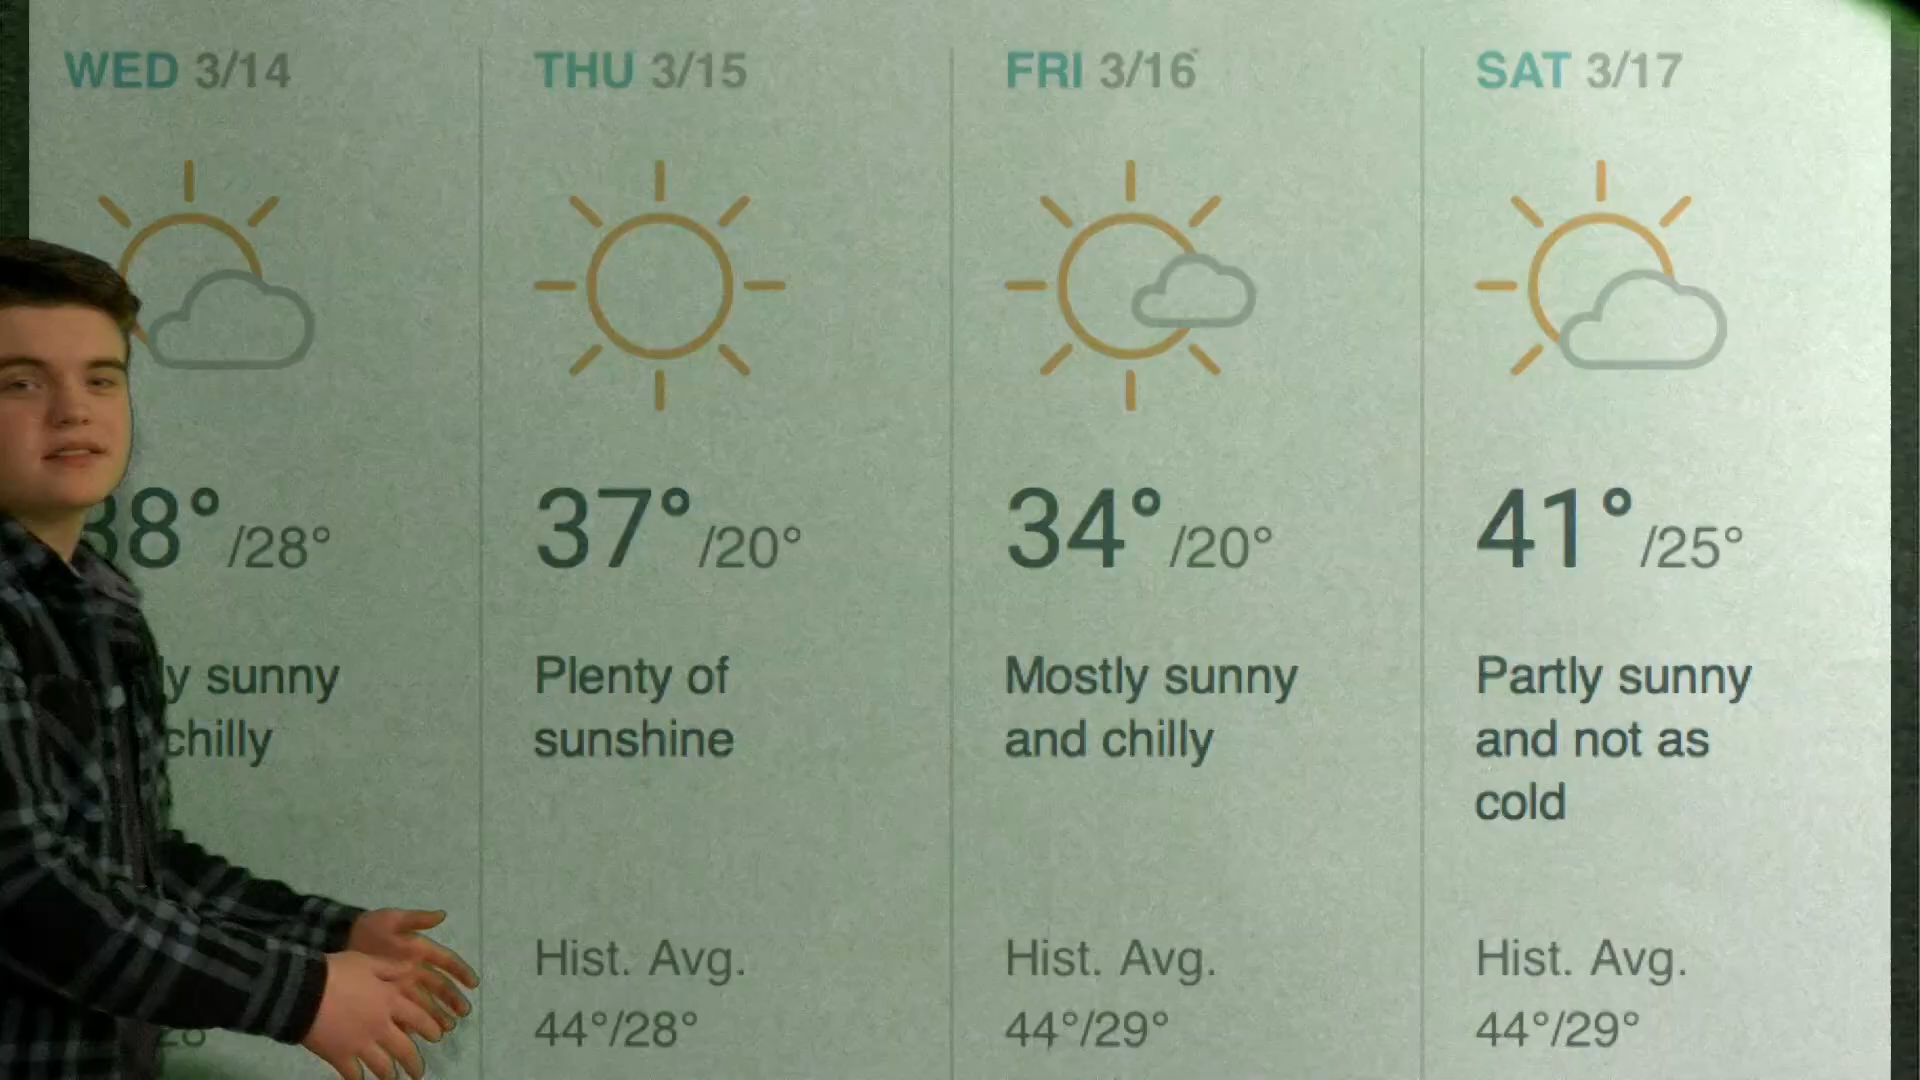 WED 3/14
THU 3/15
FRI 3/16
SAT 3/17
38° /28°
37° /20°
34° /20°
41° /25°
sunny
chilly
Plenty of
sunshine
Mostly sunny
and chilly
Partly sunny
and not as
cold
Hist. Avg.
44°/28°
Hist. Avg.
44°/29°
Hist. Avg.
44°/29°